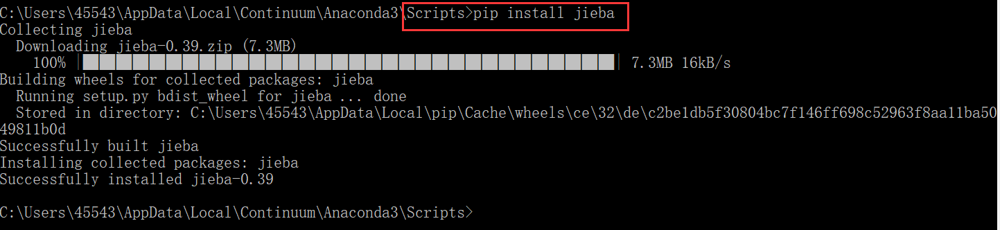 C:\Users\45543\AppData\Local\Continuum\Anaconda3\Scripts>pip install jieba
Collecting jieba
  Downloading jieba-0.39.zip (7.3MB)
    100% |████████████████████████████████| 7.3MB 16kB/s
Building wheels for collected packages: jieba
  Running setup.py bdist_wheel for jieba ... done
  Stored in directory: C:\Users\45543\AppData\Local\pip\Cache\wheels\ce\32\de\c2be1db5f30804bc7f146ff698c52963f8aa11ba50
49811b0d
Successfully built jieba
Installing collected packages: jieba
Successfully installed jieba-0.39
C:\Users\45543\AppData\Local\Continuum\Anaconda3\Scripts>